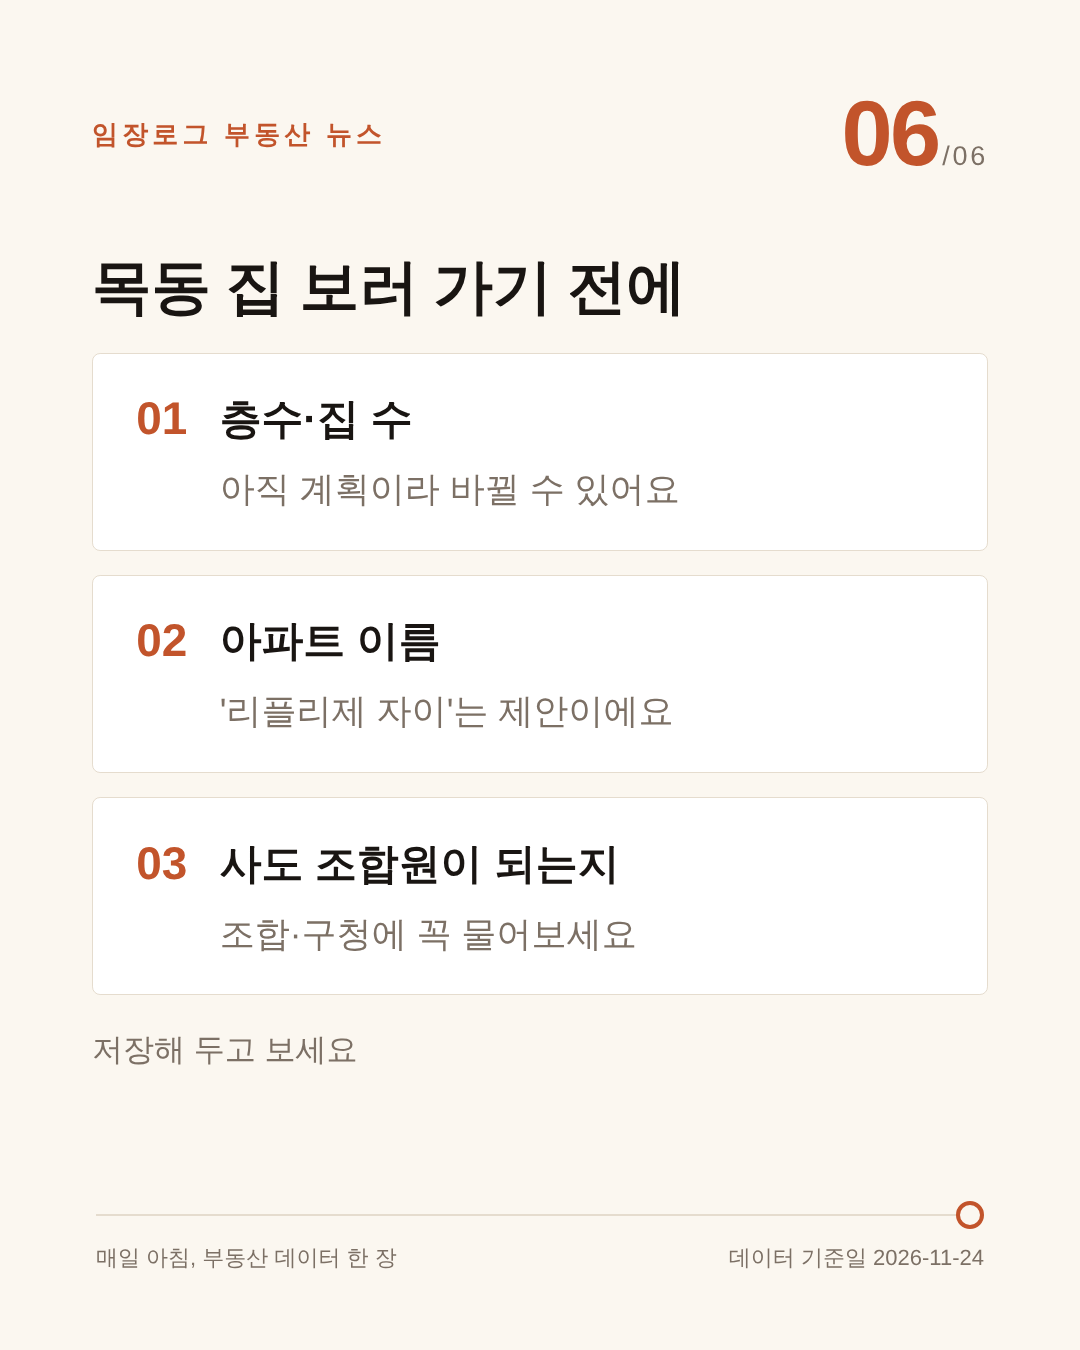 임장로그 부동산 뉴스
06/06
목동 집 보러 가기 전에
01 층수·집 수
아직 계획이라 바뀔 수 있어요
02 아파트 이름
'리플리제 자이'는 제안이에요
03 사도 조합원이 되는지
조합·구청에 꼭 물어보세요
저장해 두고 보세요
매일 아침, 부동산 데이터 한 장
데이터 기준일 2026-11-24